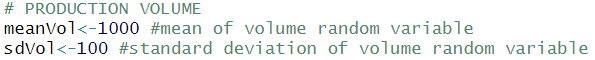 # PRODUCTION VOLUME
meanVol<-1000 #mean of volume random variable
sdVol<-100 #standard deviation of volume random variable